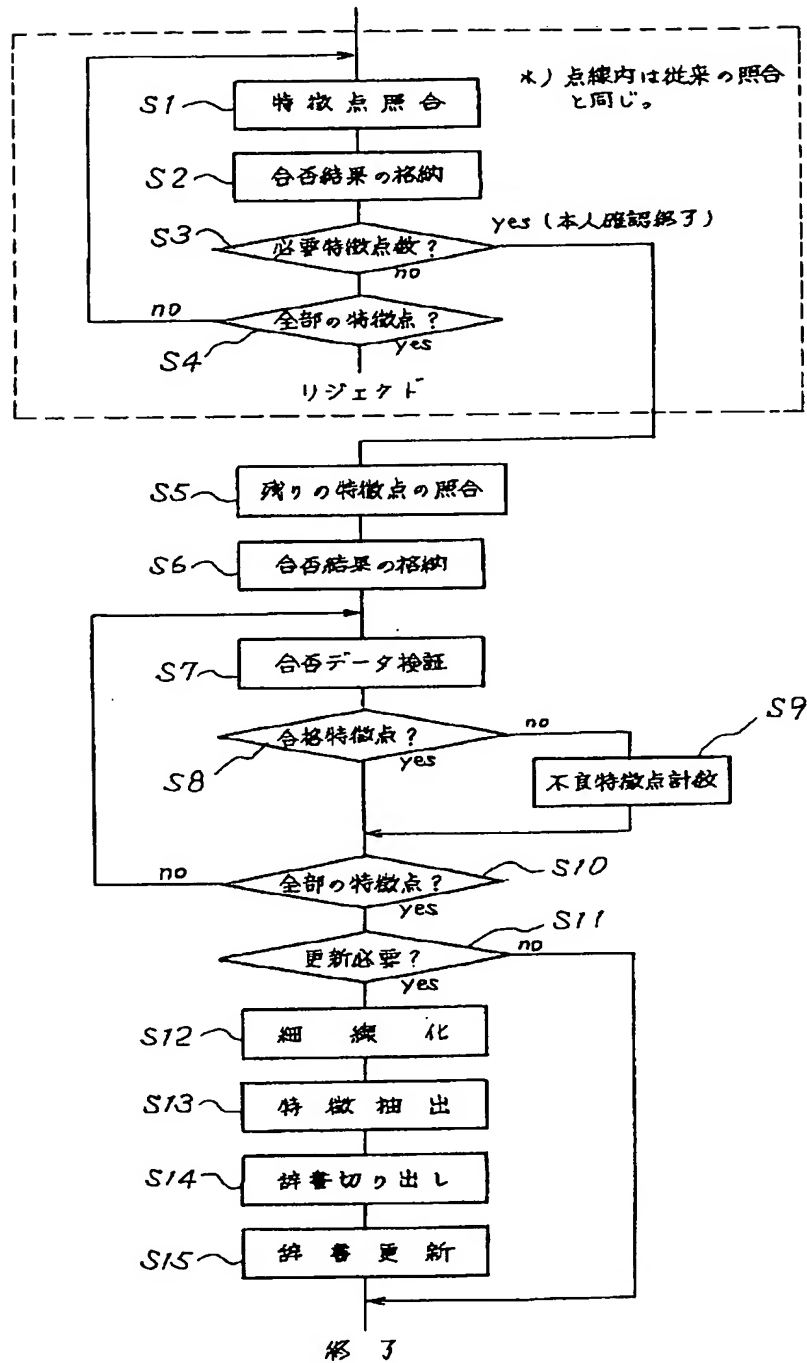 *) 点線内は従来の照合
と同じ。
S1 特徴点照合
S2 合否結果の格納
S3 必要特徴点数?
yes (本人確認終了)
no
S4 全部の特徴点?
no
yes
リジェクト
S5 残りの特徴点の照合
S6 合否結果の格納
S7 合否データ検証
S8 合格特徴点?
no
yes
S9 不良特徴点計数
S10 全部の特徴点?
no
yes
S11 更新必要?
no
yes
S12 細線化
S13 特徴抽出
S14 辞書切り出し
S15 辞書更新
終了